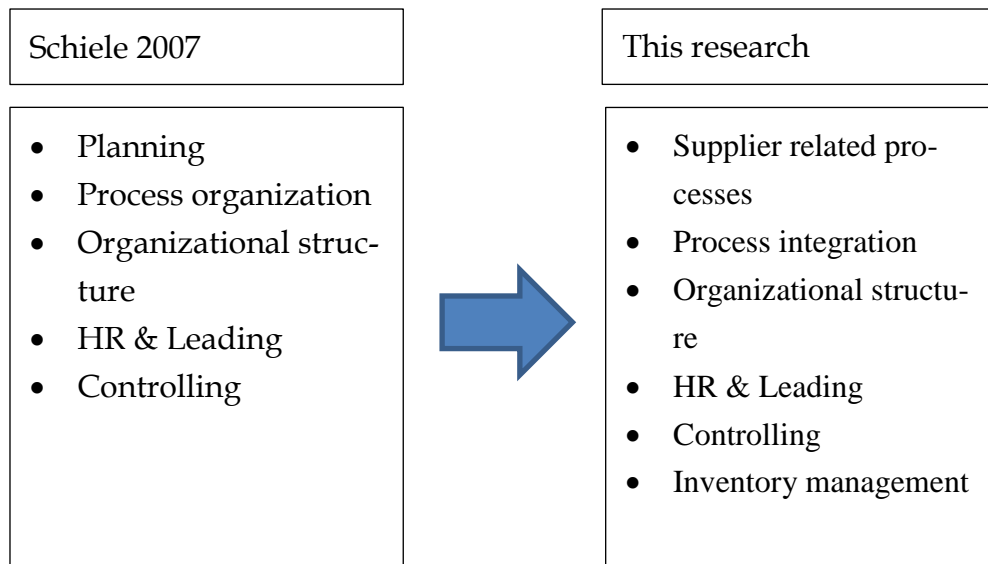 Schiele 2007
• Planning
• Process organization
• Organizational struc-
ture
• HR & Leading
• Controlling
This research
• Supplier related pro-
cesses
• Process integration
• Organizational structu-
re
• HR & Leading
• Controlling
• Inventory management